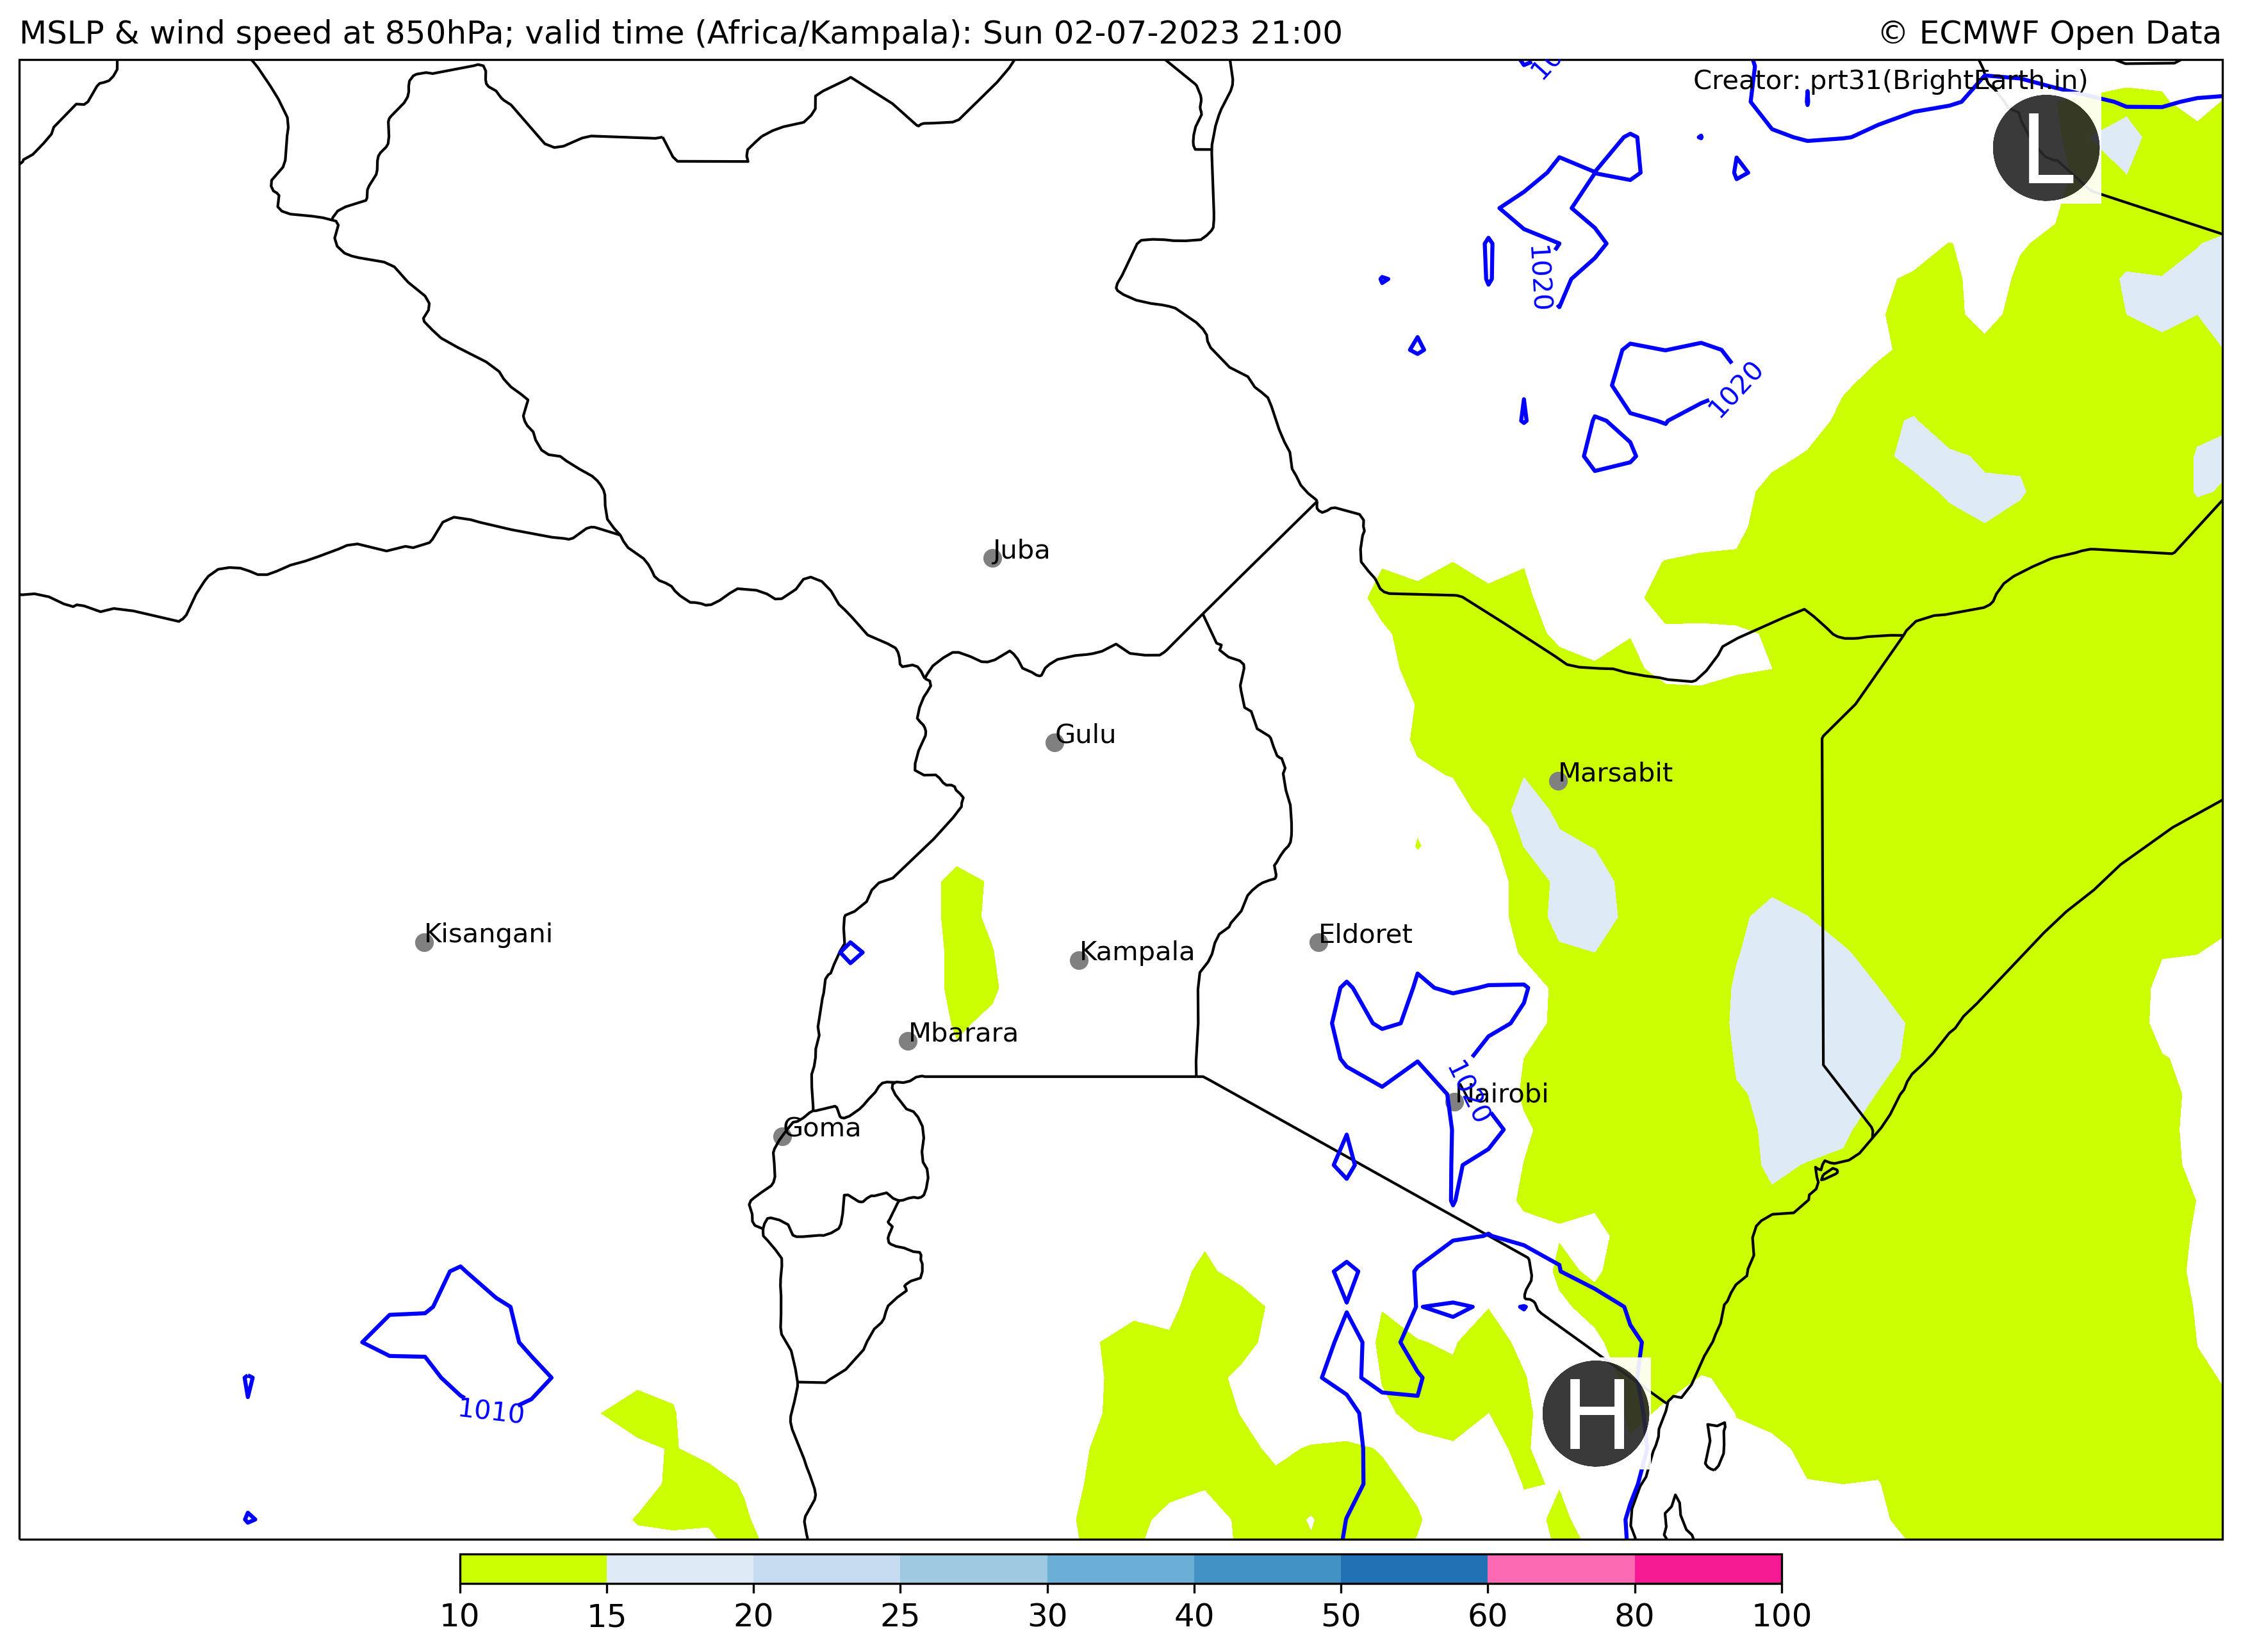 MSLP & wind speed at 850hPa; valid time (Africa/Kampala): Sun 02-07-2023 21:00
© ECMWF Open Data
Creator: prt31(BrightEarth.in)
L
1020
1020
Juba
Gulu
Marsabit
Kisangani
Eldoret
Kampala
Mbarara
1020
Nairobi
Goma
1010
H
10 15 20 25 30 40 50 60 80 100